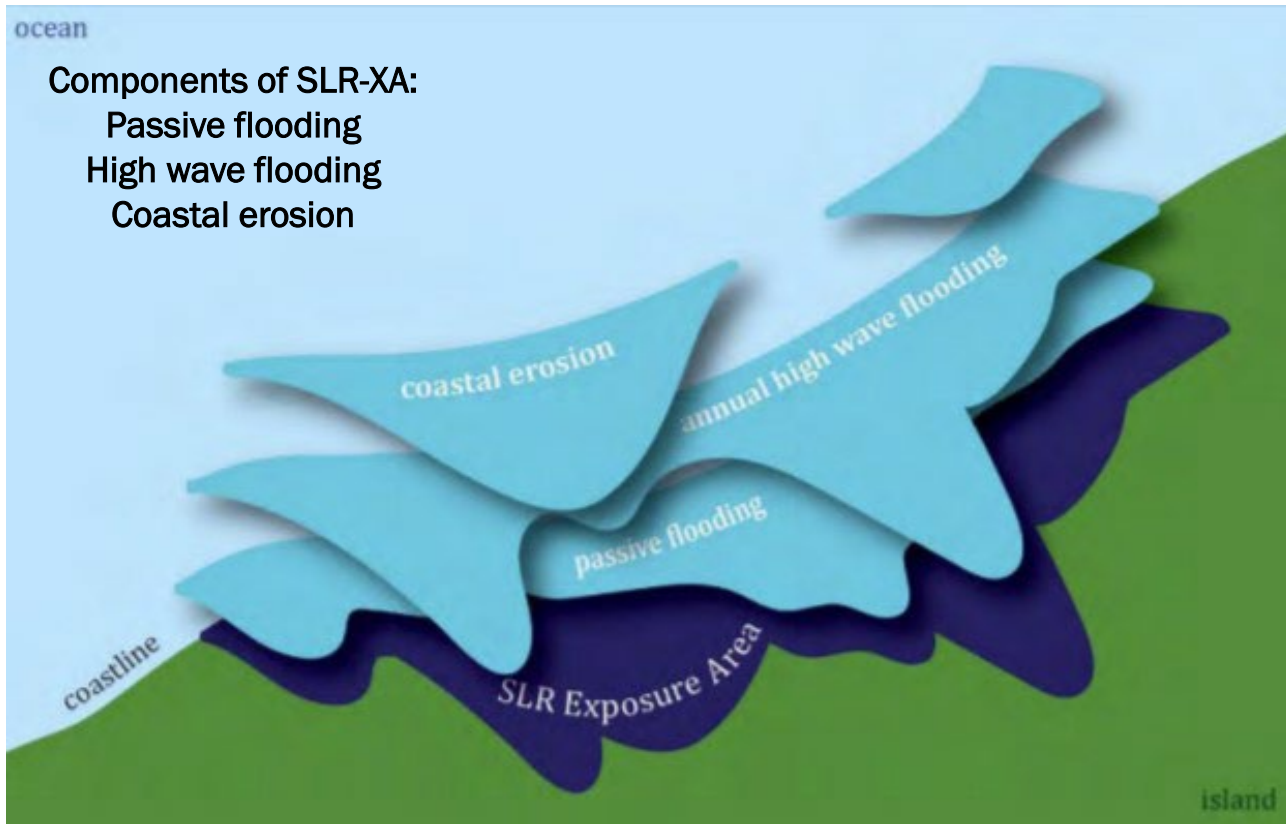 ocean
Components of SLR-XA:
Passive flooding
High wave flooding
Coastal erosion
coastal erosion
annual high wave flooding
passive flooding
SLR Exposure Area
coastline
island